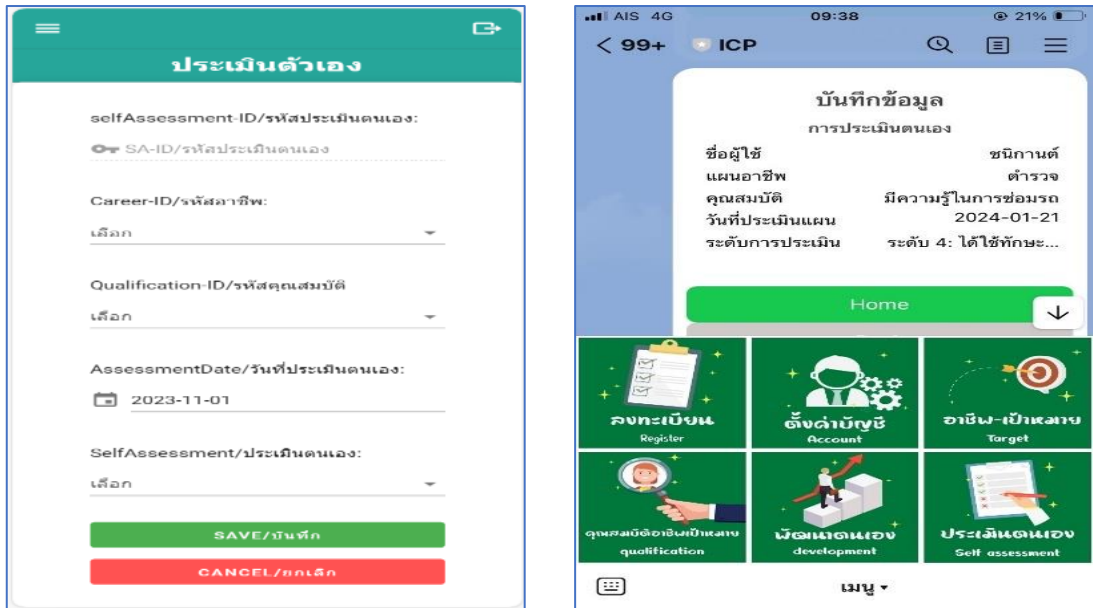 ประเมินตัวเอง
selfAssessment-ID/รหัสประเมินตนเอง:
SA-ID/รหัสประเมินตนเอง
Career-ID/รหัสอาชีพ:
เลือก
Qualification-ID/รหัสคุณสมบัติ
เลือก
AssessmentDate/วันที่ประเมินตนเอง:
2023-11-01
SelfAssessment/ประเมินตนเอง:
เลือก
SAVE/บันทึก
CANCEL/ยกเลิก
AIS 4G 09:38 21%
99+ ICP
บันทึกข้อมูล
การประเมินตนเอง
ชื่อผู้ใช้ ชนิกานต์
แผนอาชีพ ตำรวจ
คุณสมบัติ มีความรู้ในการซ่อมรถ
วันที่ประเมินแผน 2024-01-21
ระดับการประเมิน ระดับ 4: ได้ใช้ทักษะ...
Home
ลงทะเบียน
Register
ตั้งค่าบัญชี
Account
อาชีพ-เป้าหมาย
Target
คุณสมบัติอาชีพเป้าหมาย
qualification
พัฒนาตนเอง
development
ประเมินตนเอง
Self assessment
เมนู